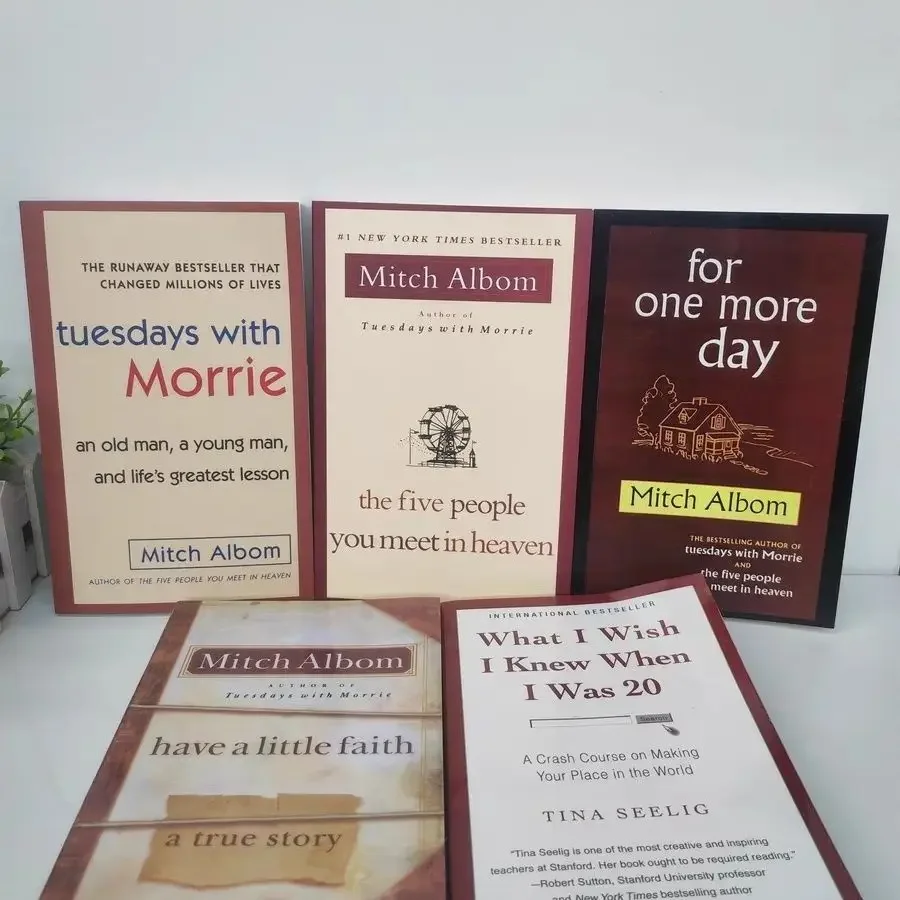 THE RUNAWAY BESTSELLER THAT
CHANGED MILLIONS OF LIVES
tuesdays with
Morrie
an old man, a young man,
and life's greatest lesson
Mitch Albom
AUTHOR OF THE FIVE PEOPLE YOU MEET IN HEAVEN
#1 NEW YORK TIMES BESTSELLER
Mitch Albom
Author of
Tuesdays with Morrie
the five people
you meet in heaven
for
one more
day
Mitch Albom
THE BESTSELLING AUTHOR OF
tuesdays with Morrie
AND
the five people
meet in heaven
Mitch Albom
AUTHOR OF
Tuesdays with Morrie
have a little faith
a true story
INTERNATIONAL BESTSELLER
What I Wish
I Knew When
I Was 20
Search
A Crash Course on Making
Your Place in the World
TINA SEELIG
"Tina Seelig is one of the most creative and inspiring
teachers at Stanford. Her book ought to be required reading."
—Robert Sutton, Stanford University professor
and New York Times bestselling author